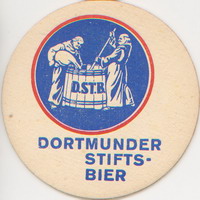 D.ST.B.
DORTMUNDER
STIFTS-
BIER